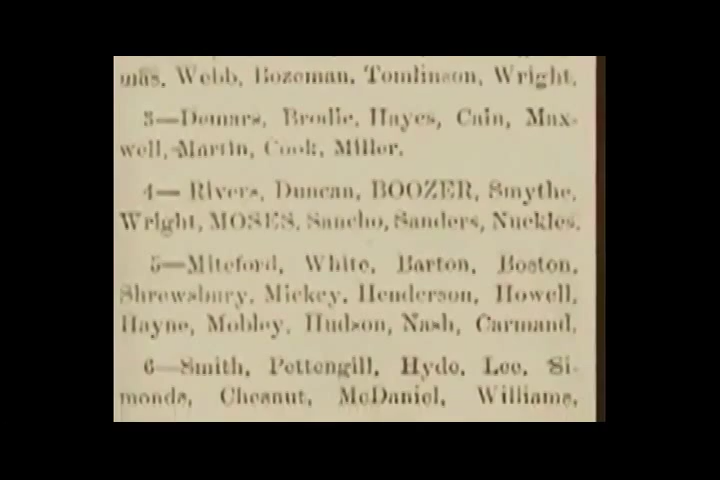 mas, Webb, Bozeman, Tomlinson, Wright,
3—Demars, Brodie, Hayes, Cain, Max-
well, Martin, Cook, Miller.
4— Rivers, Duncan, BOOZER, Smythe,
Wright, MOSES, Sancho, Sanders, Nuckles.
5—Miteford, White, Barton, Boston,
Shrewsbury, Mickey, Henderson, Howell,
Hayne, Mobley, Hudson, Nash, Carmand,
6—Smith, Pettengill, Hyde, Lee, Si-
monds, Chesnut, McDaniel, Williams,